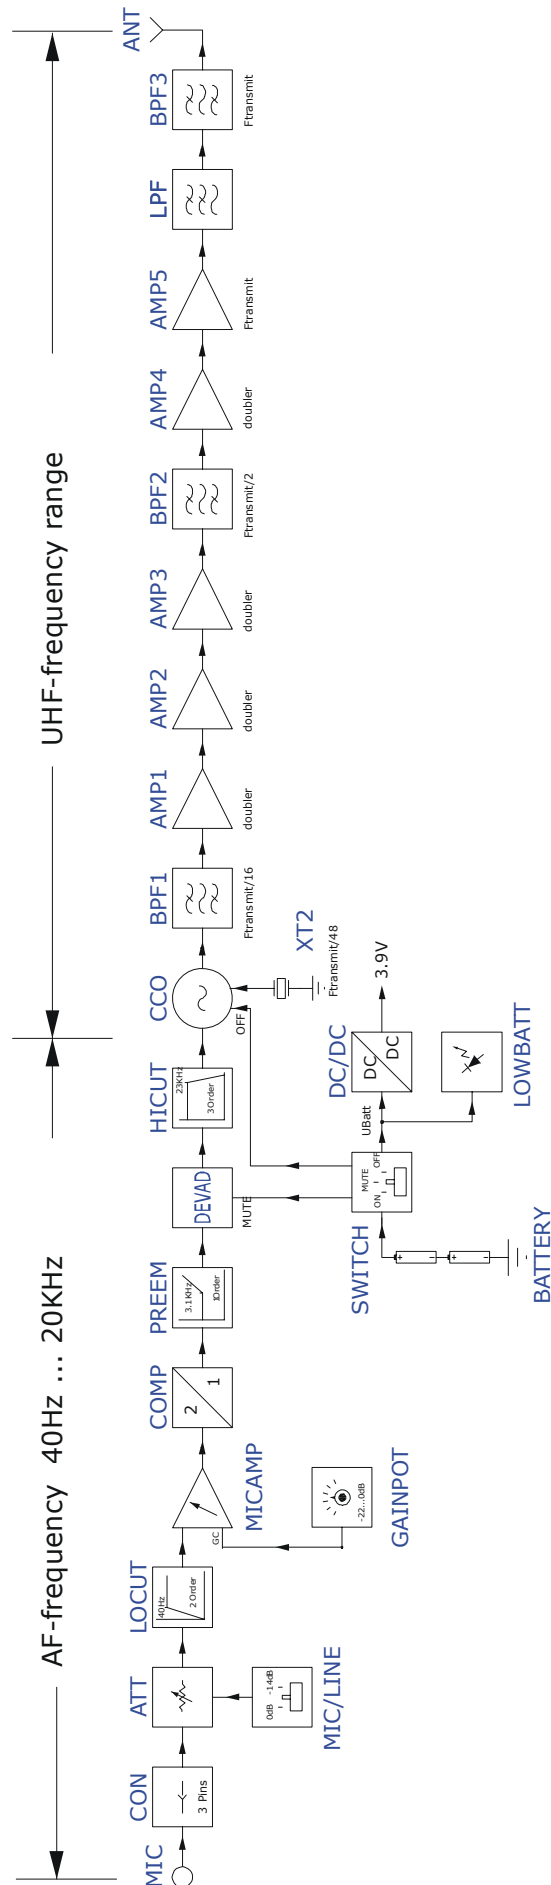 AF-frequency 40Hz ... 20KHz
UHF-frequency range
MIC
CON
3 Pins
ATT
MIC/LINE
0dB -14dB
LOCUT
40Hz
2 Order
MICAMP
GC
GAINPOT
-22...0dB
COMP
2
1
PREEM
3.1KHz
1Order
DEVAD
MUTE
HICUT
23KHz
3Order
CCO
OFF
XT2
Ftransmit/48
BPF1
Ftransmit/16
AMP1
doubler
AMP2
doubler
AMP3
doubler
BPF2
Ftransmit/2
AMP4
doubler
AMP5
Ftransmit
LPF
BPF3
Ftransmit
ANT
SWITCH
ON MUTE OFF
UBatt
BATTERY
+ - + -
DC/DC
DC
DC
3.9V
LOWBATT